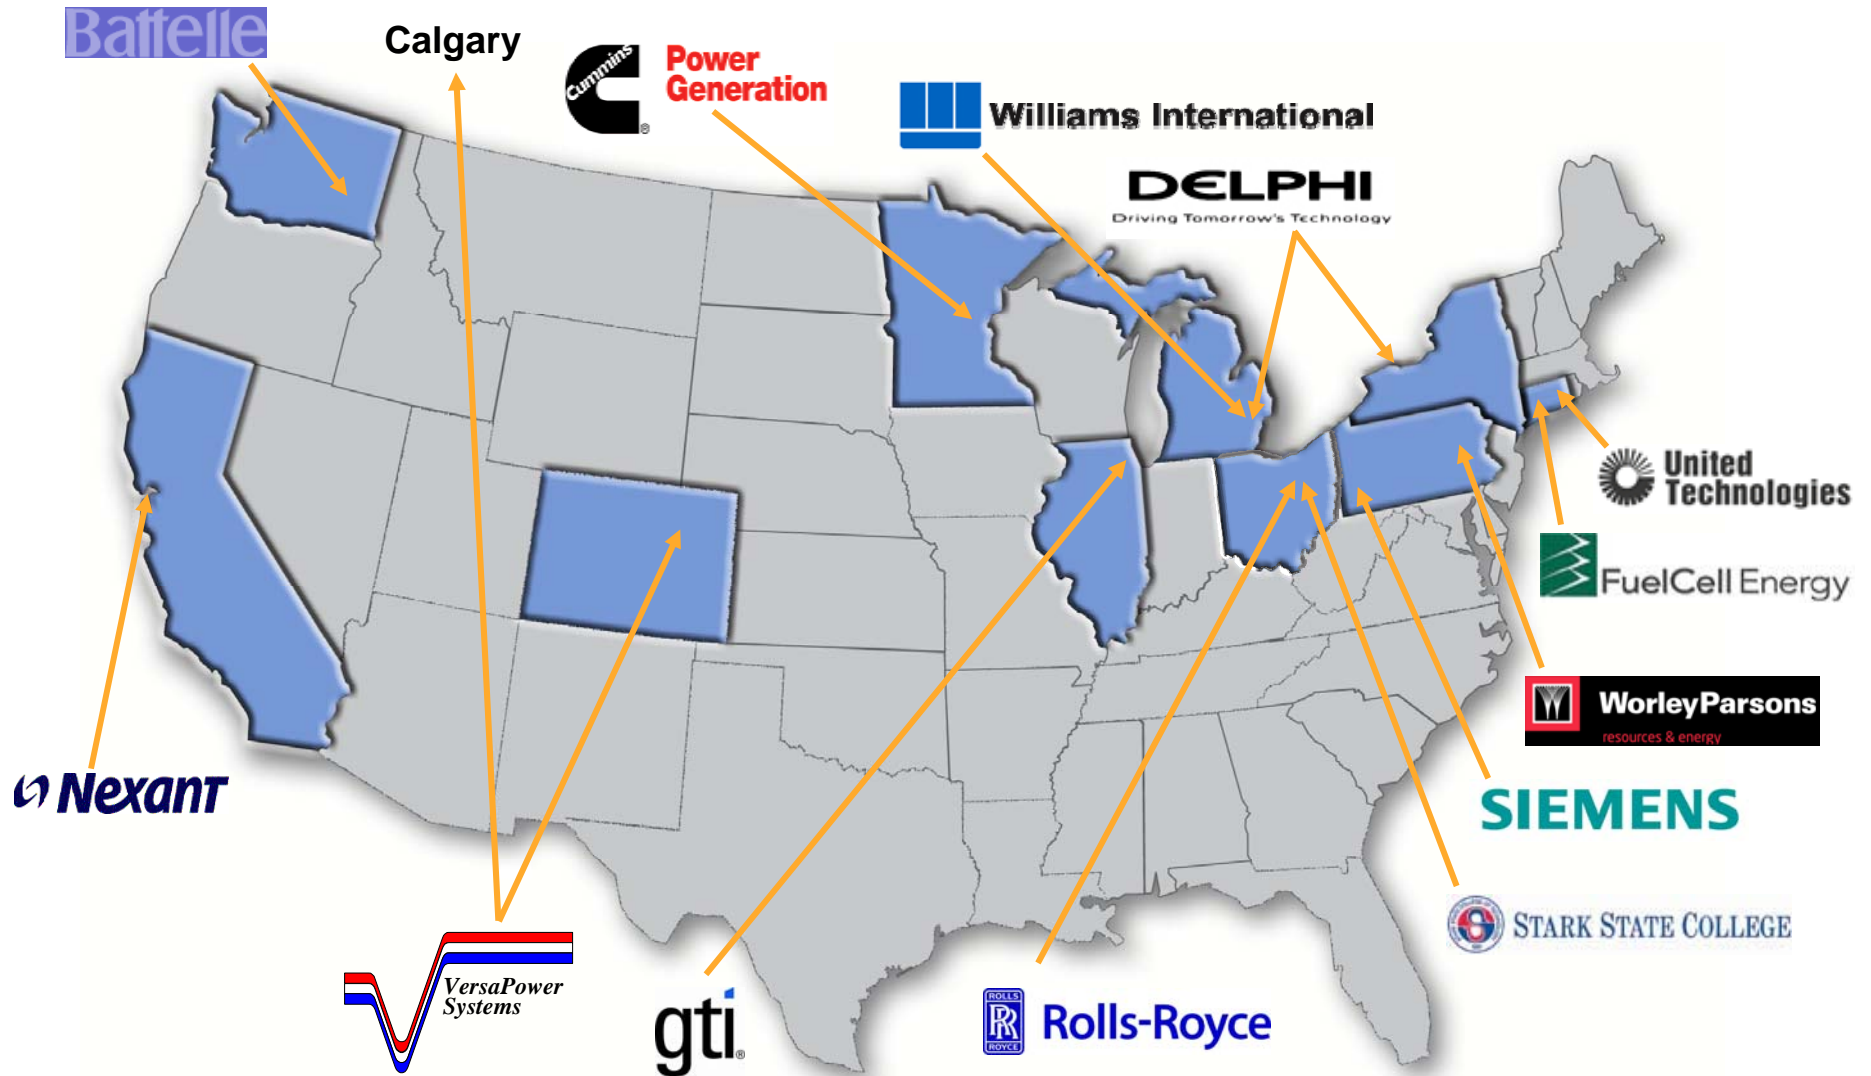 Battelle
Calgary
Cummins
®
Power
Generation
Williams International
DELPHI
Driving Tomorrow's Technology
United
Technologies
FuelCell Energy
WorleyParsons
resources & energy
Nexant
SIEMENS
STARK STATE COLLEGE
VersaPower
Systems
gti
®
ROLLS
RR
ROYCE
Rolls-Royce